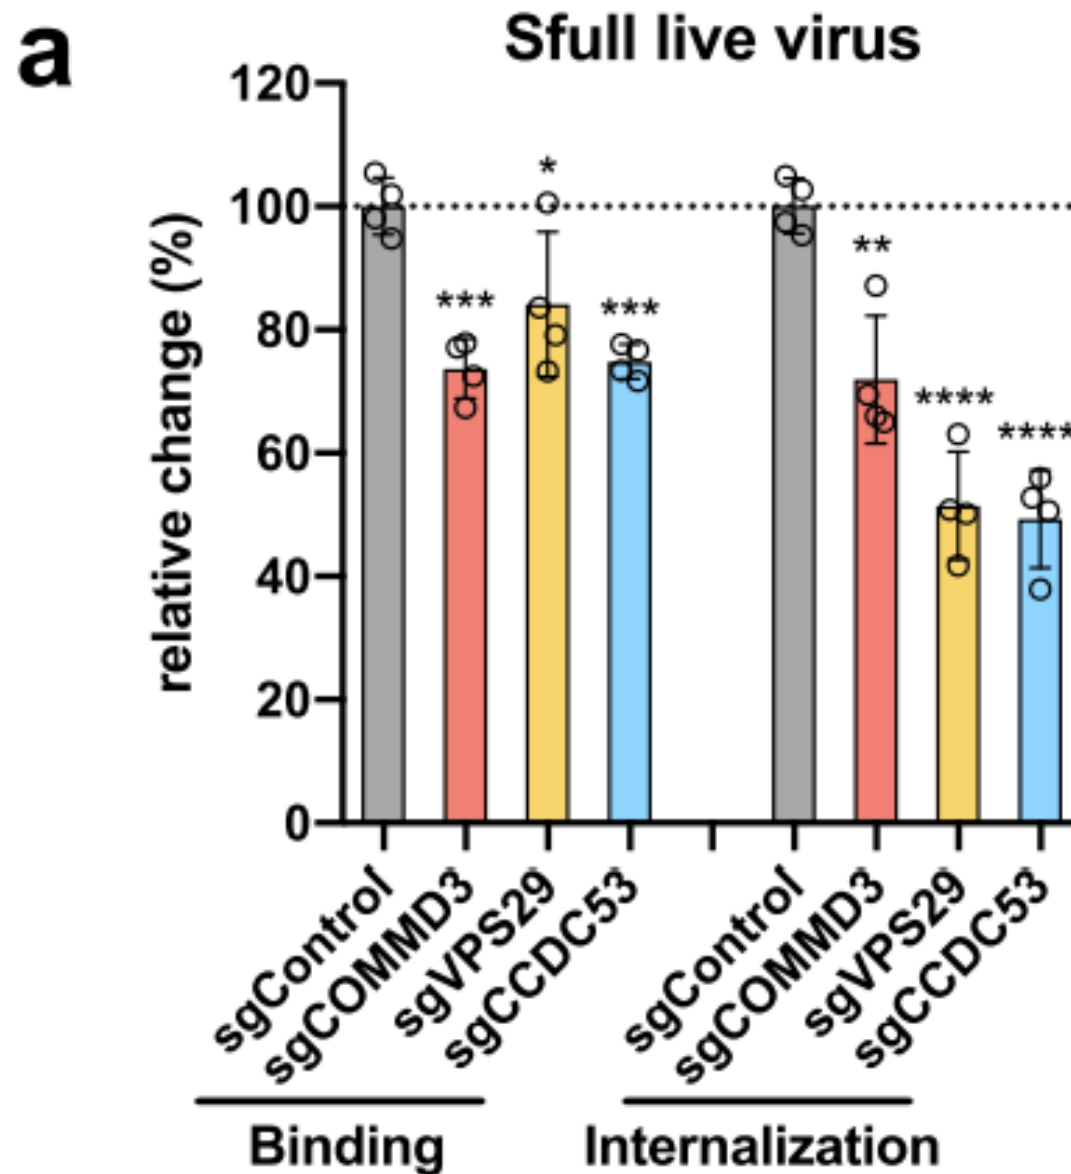 a
Sfull live virus
relative change (%)
120
100
80
60
40
20
0
***
*
***
**
****
****
sgControl
sgCOMMD3
sgVPS29
sgCCDC53
sgControl
sgCOMMD3
sgVPS29
sgCCDC53
Binding
Internalization